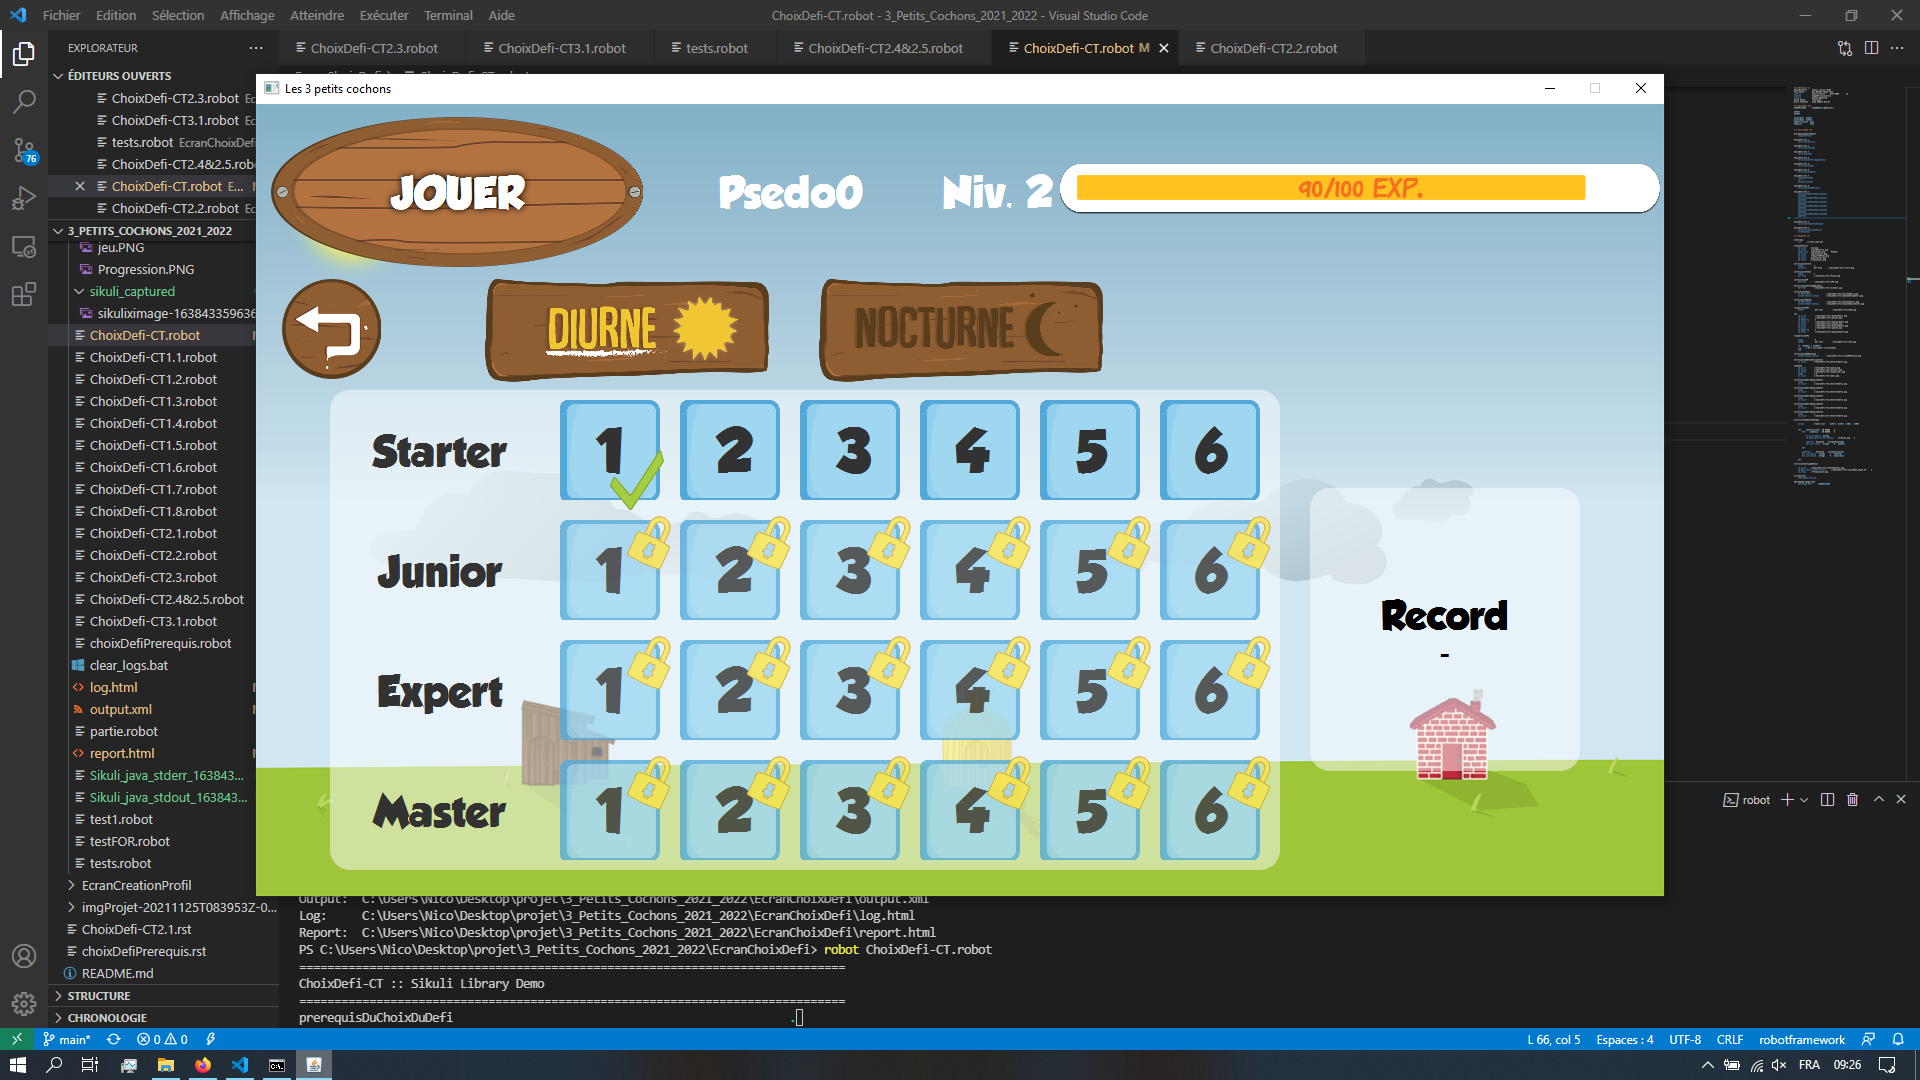 Fichier Edition Sélection Affichage Atteindre Exécuter Terminal Aide
ChoixDefi-CT.robot - 3_Petits_Cochons_2021_2022 - Visual Studio Code
EXPLORATEUR
ChoixDefi-CT2.3.robot
ChoixDefi-CT3.1.robot
tests.robot
ChoixDefi-CT2.4&2.5.robot
ChoixDefi-CT.robot M
ChoixDefi-CT2.2.robot
ÉDITEURS OUVERTS
ChoixDefi-CT2.3.robot Ec
ChoixDefi-CT3.1.robot Ec
tests.robot EcranChoixDefi
ChoixDefi-CT2.4&2.5.rob
ChoixDefi-CT.robot E...
ChoixDefi-CT2.2.robot Ec
76
3_PETITS_COCHONS_2021_2022
jeu.PNG
Progression.PNG
sikuli_captured
sikuliximage-163843359636
ChoixDefi-CT.robot
ChoixDefi-CT1.1.robot
ChoixDefi-CT1.2.robot
ChoixDefi-CT1.3.robot
ChoixDefi-CT1.4.robot
ChoixDefi-CT1.5.robot
ChoixDefi-CT1.6.robot
ChoixDefi-CT1.7.robot
ChoixDefi-CT1.8.robot
ChoixDefi-CT2.1.robot
ChoixDefi-CT2.2.robot
ChoixDefi-CT2.3.robot
ChoixDefi-CT2.4&2.5.robot
ChoixDefi-CT3.1.robot
choixDefiPrerequis.robot
clear_logs.bat
log.html
output.xml
partie.robot
report.html
Sikuli_java_stderr_163843...
Sikuli_java_stdout_163843...
test1.robot
testFOR.robot
tests.robot
EcranCreationProfil
imgProjet-20211125T083953Z-0...
ChoixDefi-CT2.1.rst
choixDefiPrerequis.rst
README.md
STRUCTURE
CHRONOLOGIE
Les 3 petits cochons
JOUER
Psedo0
Niv. 2
90/100 EXP.
DIURNE
NOCTURNE
Starter 1 2 3 4 5 6
Junior 1 2 3 4 5 6
Expert 1 2 3 4 5 6
Master 1 2 3 4 5 6
Record
-
robot
Output: C:\Users\Nico\Desktop\projet\3_Petits_Cochons_2021_2022\EcranChoixDefi\output.xml
Log: C:\Users\Nico\Desktop\projet\3_Petits_Cochons_2021_2022\EcranChoixDefi\log.html
Report: C:\Users\Nico\Desktop\projet\3_Petits_Cochons_2021_2022\EcranChoixDefi\report.html
PS C:\Users\Nico\Desktop\projet\3_Petits_Cochons_2021_2022\EcranChoixDefi> robot ChoixDefi-CT.robot
==============================================================================
ChoixDefi-CT :: Sikuli Library Demo
==============================================================================
prerequisDuChoixDuDefi .
main* 0 0
L 66, col 5 Espaces : 4 UTF-8 CRLF robotframework
FRA 09:26